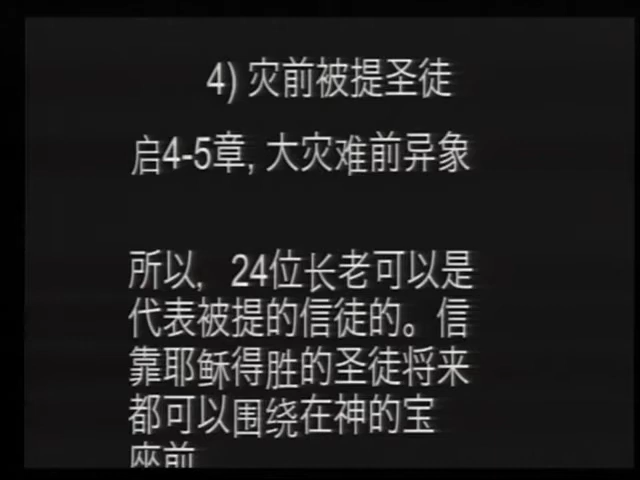 4) 灾前被提圣徒
启4-5章, 大灾难前异象
所以, 24位长老可以是
代表被提的信徒的。信
靠耶稣得胜的圣徒将来
都可以围绕在神的宝
座前